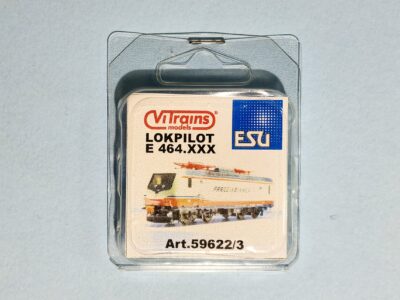 ViTrains
models
ESU
LOKPILOT
E 464.XXX
Art.59622/3